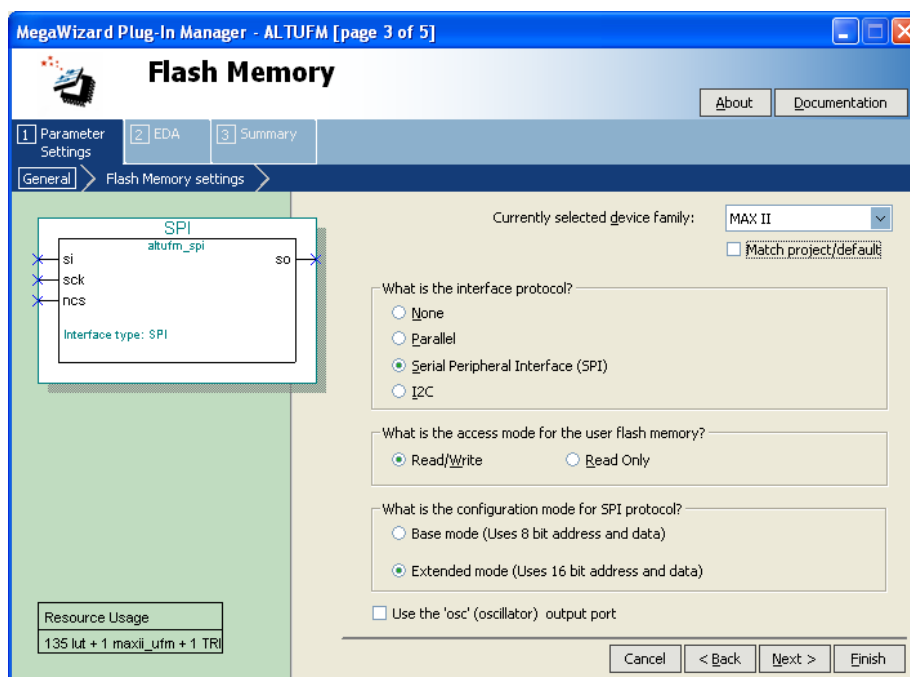 MegaWizard Plug-In Manager - ALTUFM [page 3 of 5]
Flash Memory
About
Documentation
1 Parameter Settings
2 EDA
3 Summary
General
Flash Memory settings
SPI
altufm_spi
si
so
sck
ncs
Interface type: SPI
Currently selected device family:
MAX II
Match project/default
What is the interface protocol?
None
Parallel
Serial Peripheral Interface (SPI)
I2C
What is the access mode for the user flash memory?
Read/Write
Read Only
What is the configuration mode for SPI protocol?
Base mode (Uses 8 bit address and data)
Extended mode (Uses 16 bit address and data)
Use the 'osc' (oscillator) output port
Resource Usage
135 lut + 1 maxii_ufm + 1 TRI
Cancel
< Back
Next >
Finish